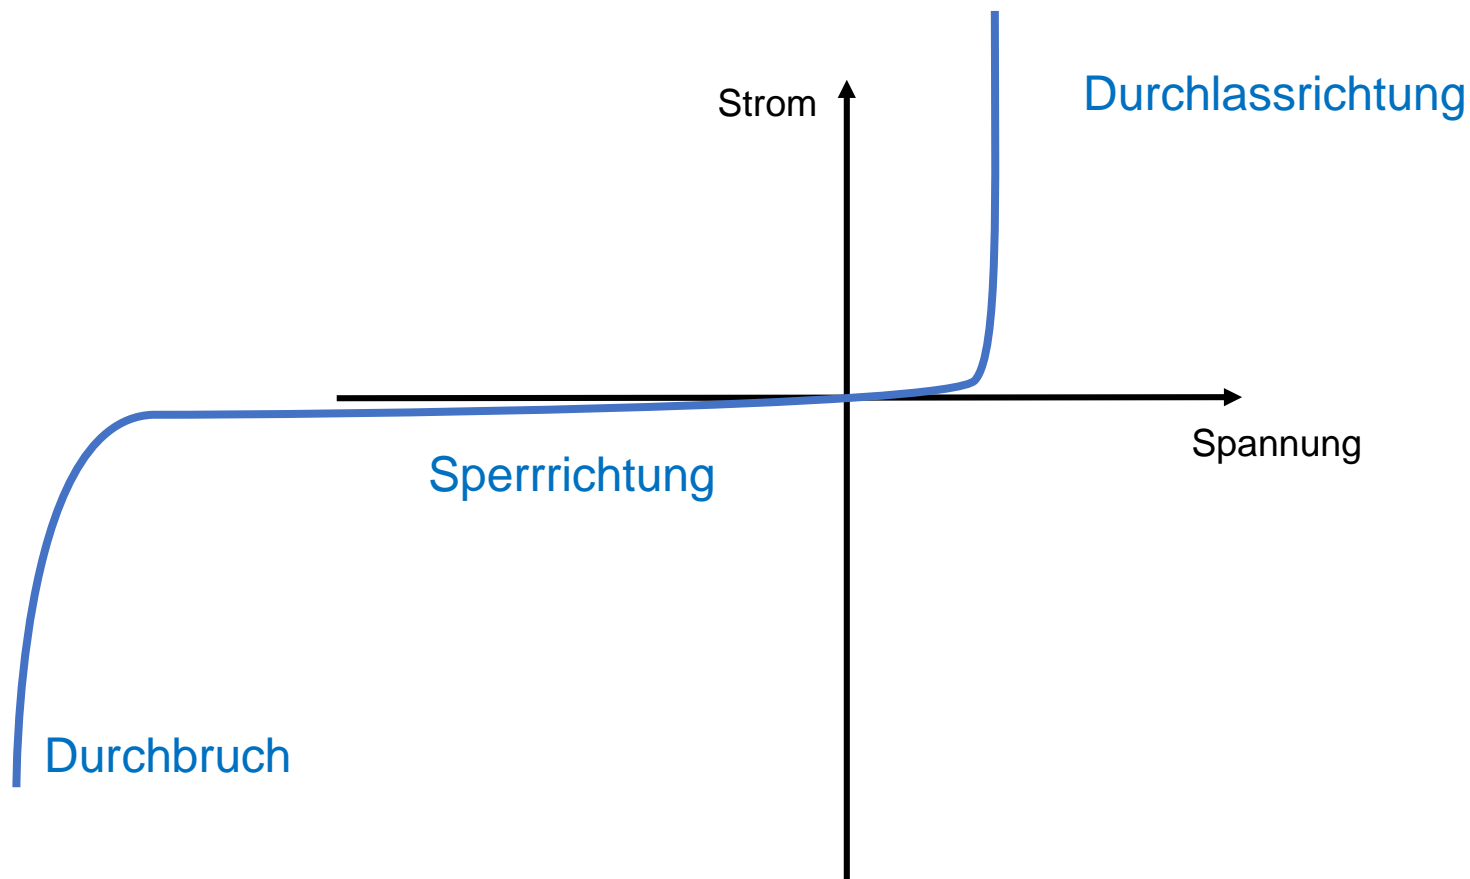 Strom
Durchlassrichtung
Spannung
Sperrrichtung
Durchbruch